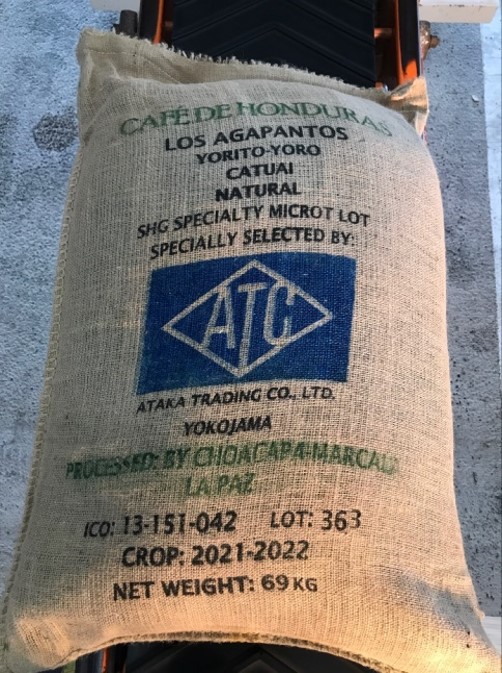 CAFÉ DE HONDURAS
LOS AGAPANTOS
YORITO-YORO
CATUAI
NATURAL
SHG SPECIALTY MICROT LOT
SPECIALLY SELECTED BY:
ATC
ATAKA TRADING CO., LTD.
YOKOJAMA
PROCESSED: BY CHOACAPA-MARCALA
LA PAZ
ICO: 13-151-042 LOT: 363
CROP: 2021-2022
NET WEIGHT: 69 KG